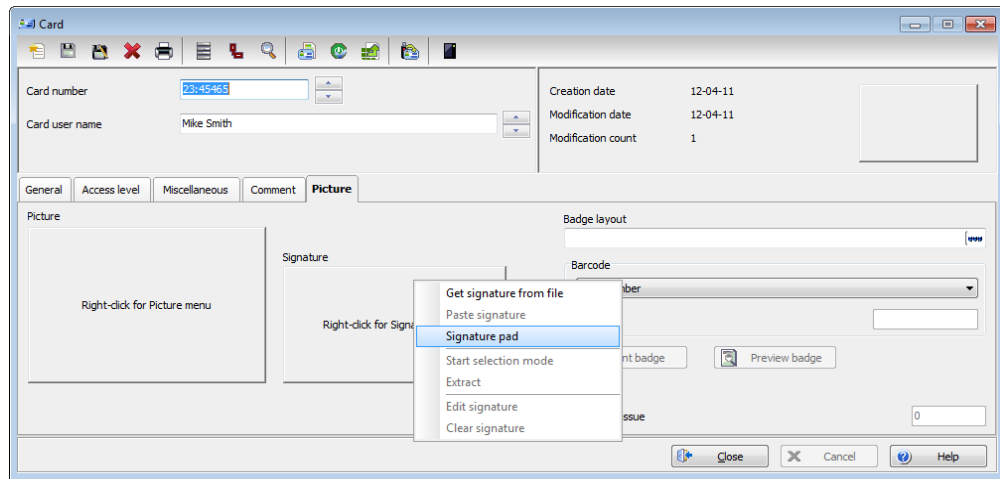 Card
Card number 23:45465
Card user name Mike Smith
Creation date 12-04-11
Modification date 12-04-11
Modification count 1
General Access level Miscellaneous Comment Picture
Picture
Right-click for Picture menu
Signature
Right-click for Signa
Get signature from file
Paste signature
Signature pad
Start selection mode
Extract
Edit signature
Clear signature
Badge layout
Barcode
nt badge Preview badge
ssue 0
Close Cancel Help